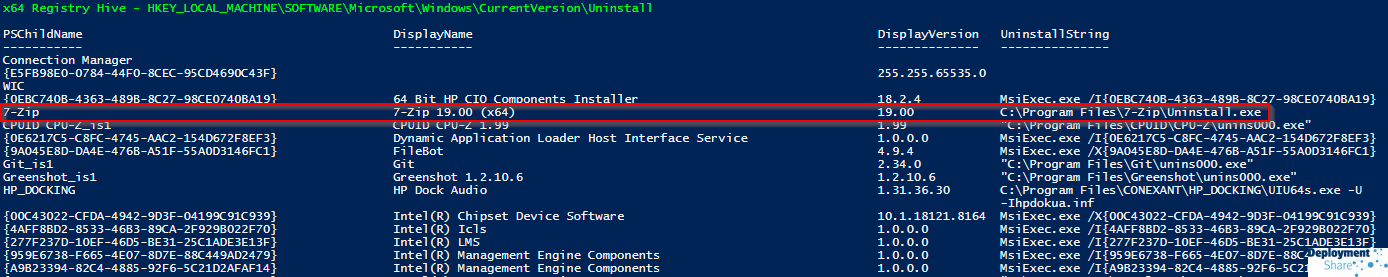 x64 Registry Hive - HKEY_LOCAL_MACHINE\SOFTWARE\Microsoft\Windows\CurrentVersion\Uninstall
PSChildName DisplayName DisplayVersion UninstallString
----------- ----------- -------------- ---------------
Connection Manager
{E5FB98E0-0784-44F0-8CEC-95CD4690C43F} 255.255.65535.0
WIC
{0EBC740B-4363-489B-8C27-98CE0740BA19} 64 Bit HP CIO Components Installer 18.2.4 MsiExec.exe /I{0EBC740B-4363-489B-8C27-98CE0740BA19}
7-Zip 7-Zip 19.00 (x64) 19.00 C:\Program Files\7-Zip\Uninstall.exe
CPUID CPU-Z_is1 CPUID CPU-Z 1.99 1.99 "C:\Program Files\CPUID\CPU-Z\unins000.exe"
{0E6217C5-C8FC-4745-AAC2-154D672F8EF3} Dynamic Application Loader Host Interface Service 1.0.0.0 MsiExec.exe /I{0E6217C5-C8FC-4745-AAC2-154D672F8EF3}
{9A045E8D-DA4E-476B-A51F-55A0D3146FC1} FileBot 4.9.4 MsiExec.exe /X{9A045E8D-DA4E-476B-A51F-55A0D3146FC1}
Git_is1 Git 2.34.0 "C:\Program Files\Git\unins000.exe"
Greenshot_is1 Greenshot 1.2.10.6 1.2.10.6 "C:\Program Files\Greenshot\unins000.exe"
HP_DOCKING HP Dock Audio 1.31.36.30 C:\Program Files\CONEXANT\HP_DOCKING\UIU64s.exe -U
-Ihpdokua.inf
{00C43022-CFDA-4942-9D3F-04199C91C939} Intel(R) Chipset Device Software 10.1.18121.8164 MsiExec.exe /X{00C43022-CFDA-4942-9D3F-04199C91C939}
{4AFF8BD2-8533-46B3-89CA-2F929B022F70} Intel(R) Icls 1.0.0.0 MsiExec.exe /I{4AFF8BD2-8533-46B3-89CA-2F929B022F70}
{277F237D-10EF-46D5-BE31-25C1ADE3E13F} Intel(R) LMS 1.0.0.0 MsiExec.exe /I{277F237D-10EF-46D5-BE31-25C1ADE3E13F}
{959E6738-F665-4E07-8D7E-88C449AD2479} Intel(R) Management Engine Components 1.0.0.0 MsiExec.exe /I{959E6738-F665-4E07-8D7E-88C4
{A9B23394-82C4-4885-92F6-5C21D2AFAF14} Intel(R) Management Engine Components 1.0.0.0 MsiExec.exe /I{A9B23394-82C4-4885-92F6-5C21
Deployment
Share